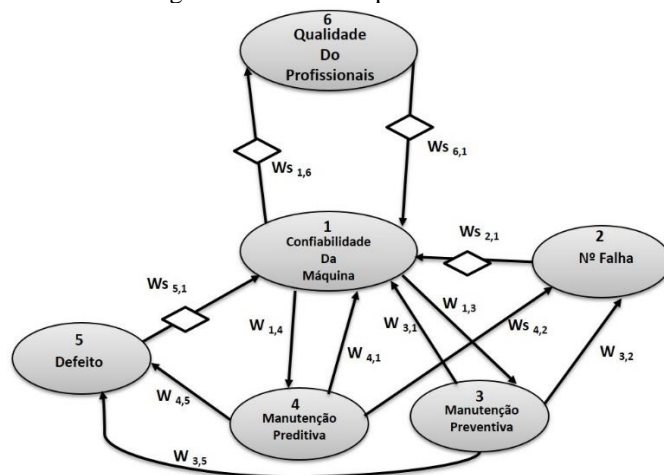 6
Qualidade
Do
Profissionais
Ws 1,6
Ws 6,1
1
Confiabilidade
Da
Máquina
Ws 2,1
2
Nº Falha
Ws 5,1
W 1,4
W 4,1
W 3,1
W 1,3
Ws 4,2
W 3,2
5
Defeito
W 4,5
4
Manutenção
Preditiva
3
Manutenção
Preventiva
W 3,5